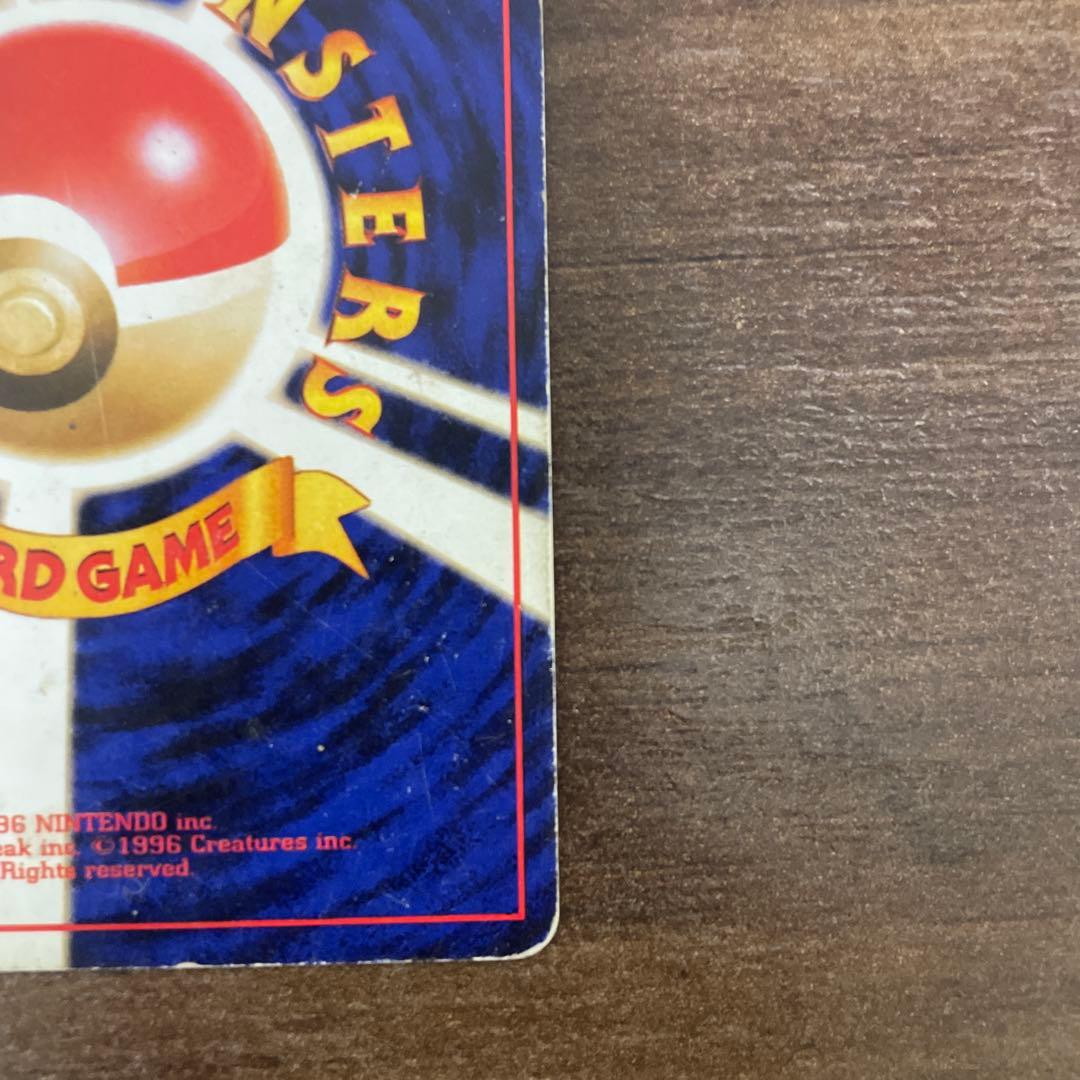 NSTERS
RD GAME
96 NINTENDO inc.
eak inc. ©1996 Creatures inc.
Rights reserved.